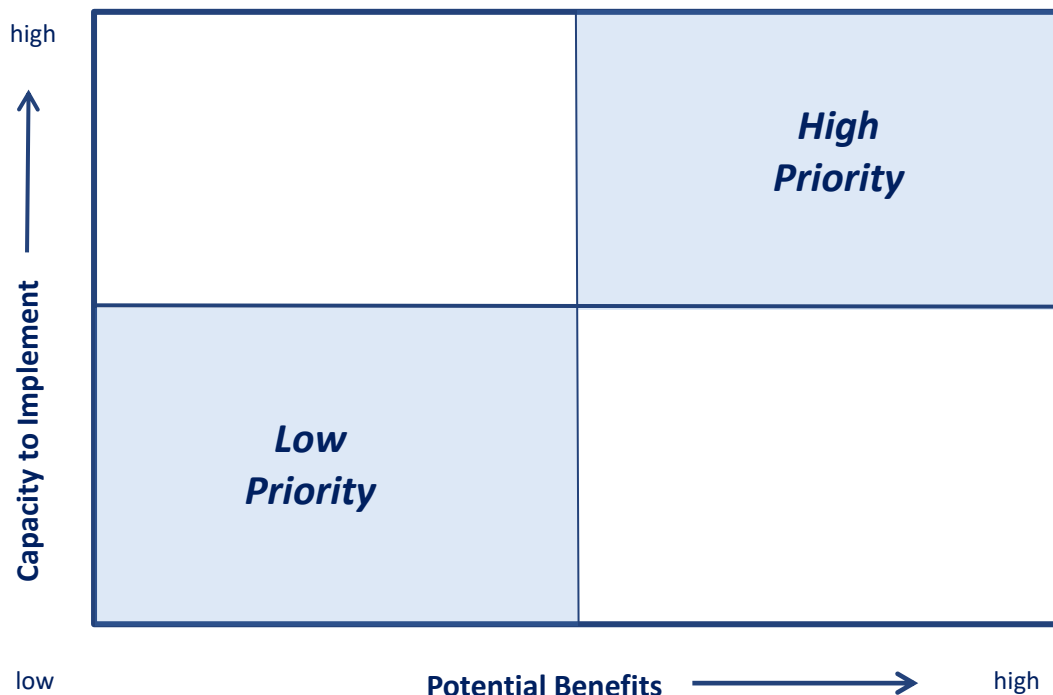 high
High
Priority
Capacity to Implement
Low
Priority
low
Potential Benefits
high